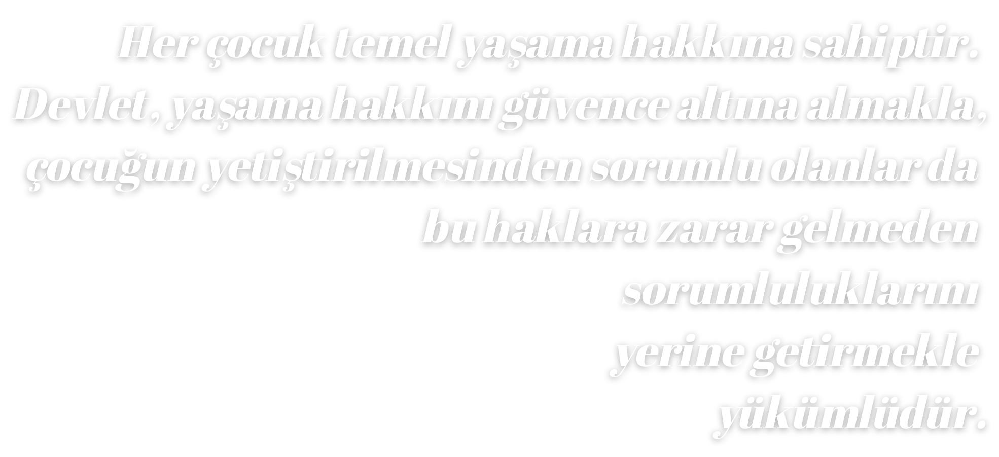 Her çocuk temel yaşama hakkına sahiptir.
Devlet, yaşama hakkını güvence altına almakla,
çocuğun yetiştirilmesinden sorumlu olanlar da
bu haklara zarar gelmeden
sorumluluklarını
yerine getirmekle
yükümlüdür.